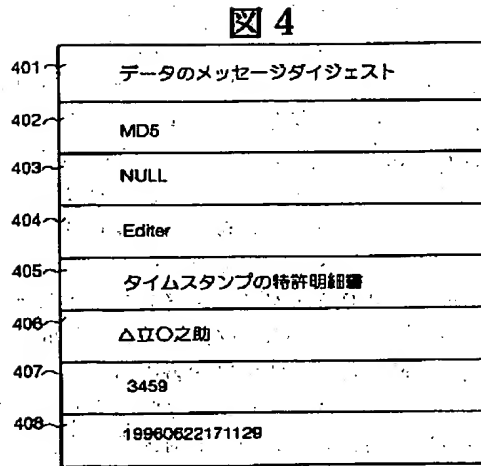 図4
401
データのメッセージダイジェスト
402
MD5
403
NULL
404
Editer
405
タイムスタンプの特許明細書
406
△立〇之助
407
3459
408
19960622171129